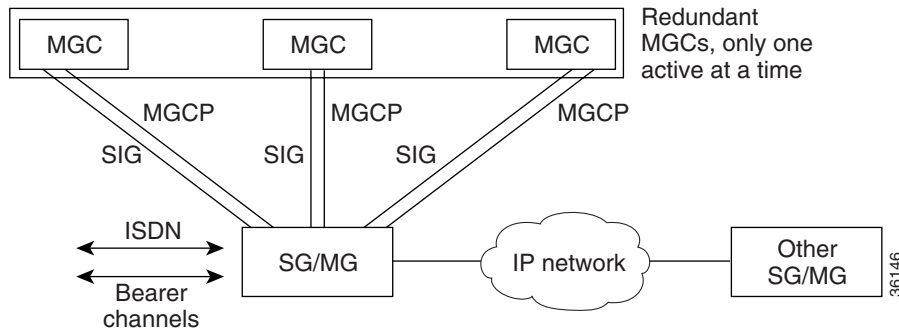 MGC
MGC
MGC
Redundant
MGCs, only one
active at a time
MGCP
MGCP
MGCP
SIG
SIG
SIG
ISDN
Bearer
channels
SG/MG
IP network
Other
SG/MG
36146